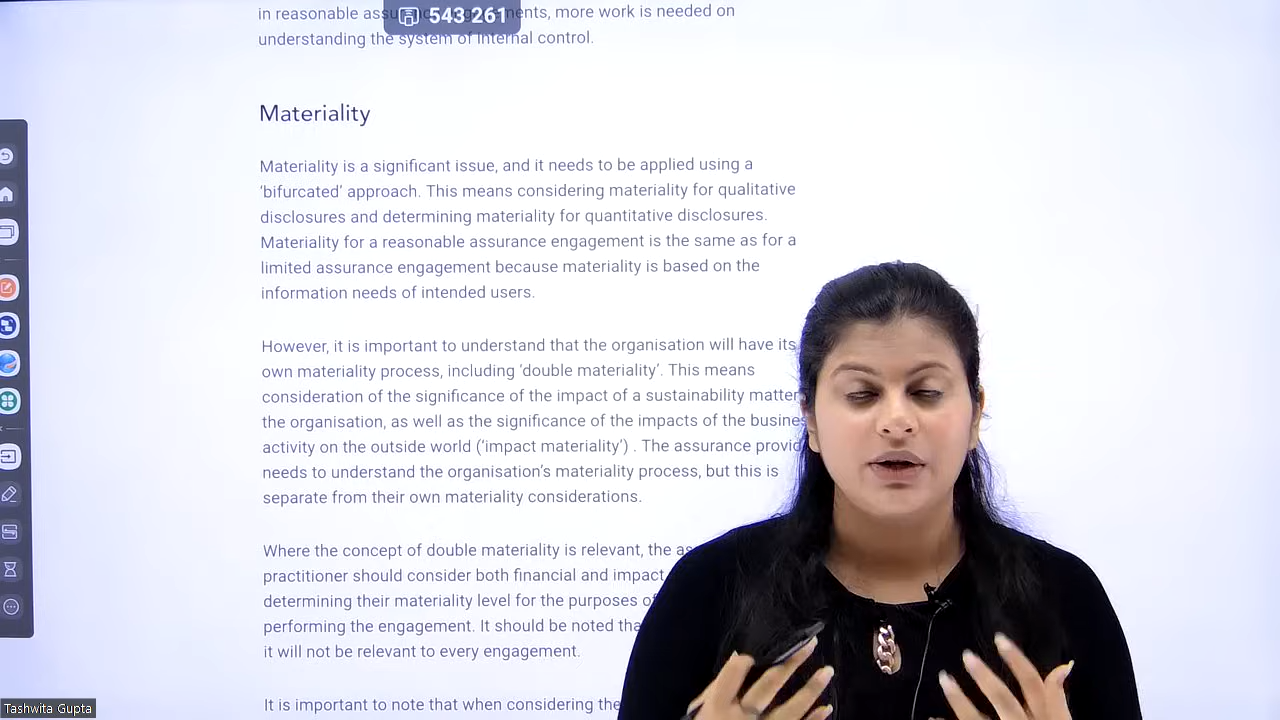 in reasonable assurance engagements, more work is needed on
543 261
understanding the system of internal control.
Materiality
Materiality is a significant issue, and it needs to be applied using a
‘bifurcated’ approach. This means considering materiality for qualitative
disclosures and determining materiality for quantitative disclosures.
Materiality for a reasonable assurance engagement is the same as for a
limited assurance engagement because materiality is based on the
information needs of intended users.
However, it is important to understand that the organisation will have its
own materiality process, including ‘double materiality’. This means
consideration of the significance of the impact of a sustainability matter
the organisation, as well as the significance of the impacts of the busines
activity on the outside world (‘impact materiality’) . The assurance provid
needs to understand the organisation’s materiality process, but this is
separate from their own materiality considerations.
Where the concept of double materiality is relevant, the as
practitioner should consider both financial and impact
determining their materiality level for the purposes of
performing the engagement. It should be noted tha
it will not be relevant to every engagement.
It is important to note that when considering the
Tashwita Gupta